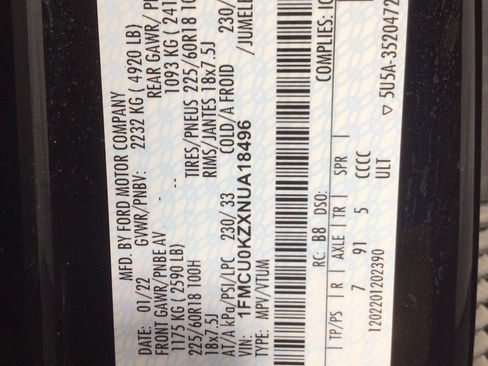 MFD. BY FORD MOTOR COMPANY
DATE: 01/22 GVWR/PNBV: 2232 KG ( 4920 LB)
FRONT GAWR/PNBE AV - REAR GAWR/
1175 KG ( 2590 LB) 1093 KG (
225/60R18 100H TIRES/PNEUS 225/60R18
18x7.5J RIMS/JANTES 18x7.5J
AT/À kPa/PSI/LPC 230/ 33 COLD/A FROID 230/
VIN: 1FMCU0KZXNUA18496 /JUMELE
TYPE: MPV/VTUM COMPLIES:
RC: B8 DSO:
TP/PS | R | AXLE | TR | SPR
7 91 5 CCCC
1202201202390 ULT
▽ 5U5A-3520472